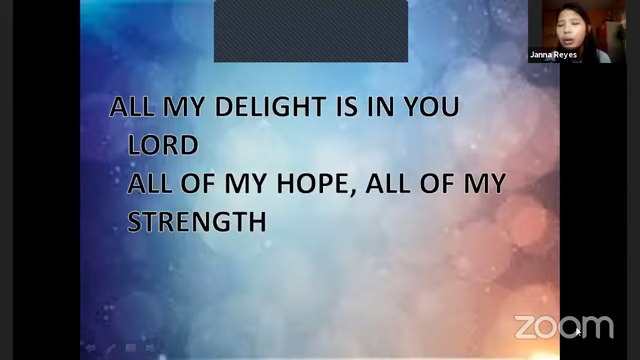 Janna Reyes
ALL MY DELIGHT IS IN YOU
LORD
ALL OF MY HOPE, ALL OF MY
STRENGTH
zoom